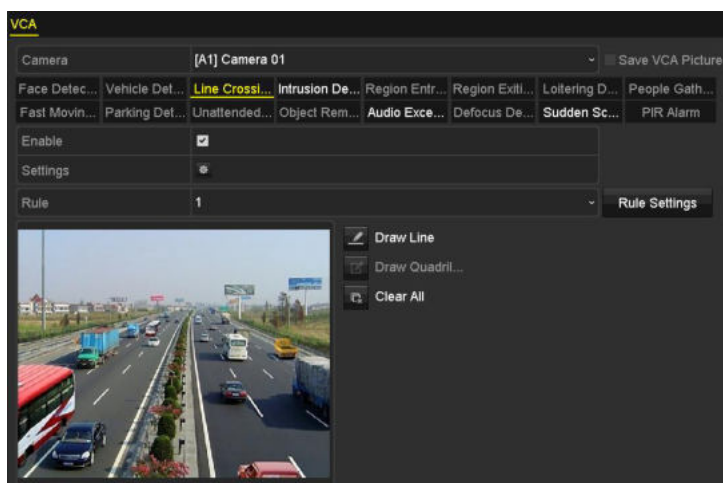 VCA
Camera [A1] Camera 01 Save VCA Picture
Face Detec... Vehicle Det... Line Crossi... Intrusion De... Region Entr... Region Exiti... Loitering D... People Gath...
Fast Movin... Parking Det... Unattended... Object Rem... Audio Exce... Defocus De... Sudden Sc... PIR Alarm
Enable
Settings
Rule 1 Rule Settings
Draw Line
Draw Quadril...
Clear All